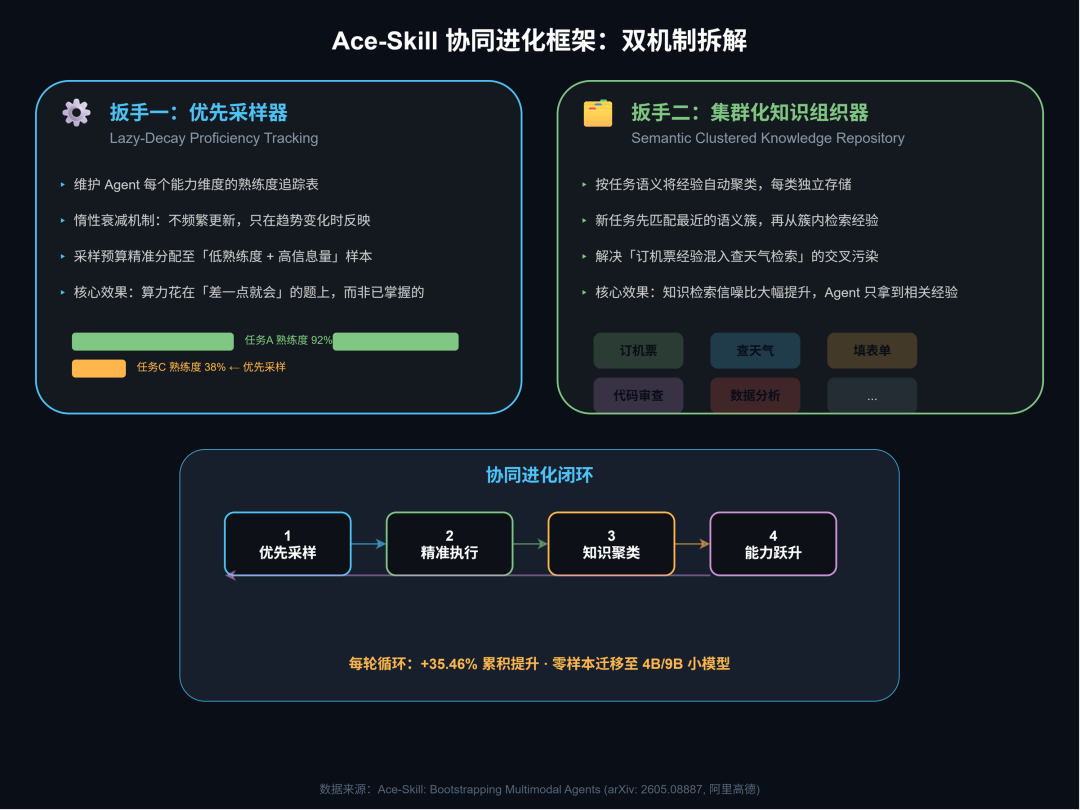 Ace-Skill 协同进化框架：双机制拆解
扳手一：优先采样器
Lazy-Decay Proficiency Tracking
‣ 维护 Agent 每个能力维度的熟练度追踪表
‣ 惰性衰减机制：不频繁更新，只在趋势变化时反映
‣ 采样预算精准分配至「低熟练度 + 高信息量」样本
‣ 核心效果：算力花在「差一点就会」的题上，而非已掌握的
任务A 熟练度 92%
任务C 熟练度 38% ← 优先采样
扳手二：集群化知识组织器
Semantic Clustered Knowledge Repository
‣ 按任务语义将经验自动聚类，每类独立存储
‣ 新任务先匹配最近的语义簇，再从簇内检索经验
‣ 解决「订机票经验混入查天气检索」的交叉污染
‣ 核心效果：知识检索信噪比大幅提升，Agent 只拿到相关经验
订机票 查天气 填表单
代码审查 数据分析 ...
协同进化闭环
1 2 3 4
优先采样 精准执行 知识聚类 能力跃升
每轮循环：+35.46% 累积提升 · 零样本迁移至 4B/9B 小模型
数据来源：Ace-Skill: Bootstrapping Multimodal Agents (arXiv: 2605.08887, 阿里高德)